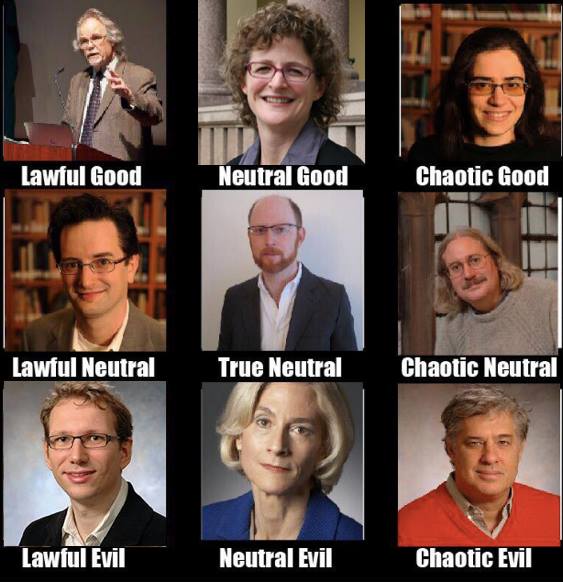 Lawful Good
Neutral Good
Chaotic Good
Lawful Neutral
True Neutral
Chaotic Neutral
Lawful Evil
Neutral Evil
Chaotic Evil